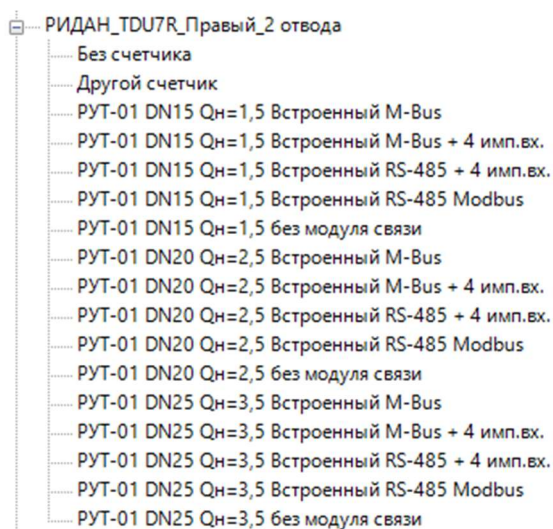 РИДАН_TDU7R_Правый_2 отвода
Без счетчика
Другой счетчик
РУТ-01 DN15 Qн=1,5 Встроенный M-Bus
РУТ-01 DN15 Qн=1,5 Встроенный M-Bus + 4 имп.вх.
РУТ-01 DN15 Qн=1,5 Встроенный RS-485 + 4 имп.вх.
РУТ-01 DN15 Qн=1,5 Встроенный RS-485 Modbus
РУТ-01 DN15 Qн=1,5 без модуля связи
РУТ-01 DN20 Qн=2,5 Встроенный M-Bus
РУТ-01 DN20 Qн=2,5 Встроенный M-Bus + 4 имп.вх.
РУТ-01 DN20 Qн=2,5 Встроенный RS-485 + 4 имп.вх.
РУТ-01 DN20 Qн=2,5 Встроенный RS-485 Modbus
РУТ-01 DN20 Qн=2,5 без модуля связи
РУТ-01 DN25 Qн=3,5 Встроенный M-Bus
РУТ-01 DN25 Qн=3,5 Встроенный M-Bus + 4 имп.вх.
РУТ-01 DN25 Qн=3,5 Встроенный RS-485 + 4 имп.вх.
РУТ-01 DN25 Qн=3,5 Встроенный RS-485 Modbus
РУТ-01 DN25 Qн=3,5 без модуля связи